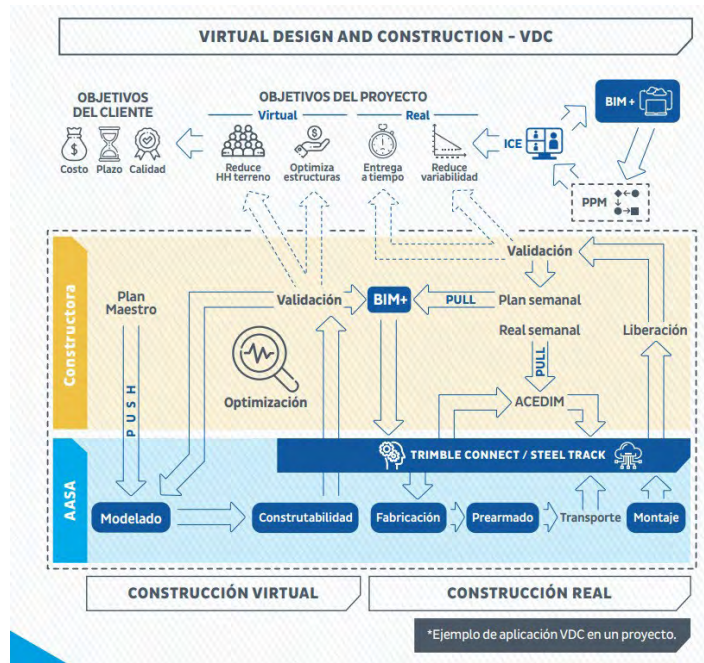 VIRTUAL DESIGN AND CONSTRUCTION – VDC
OBJETIVOS
DEL CLIENTE
Costo Plazo Calidad
OBJETIVOS DEL PROYECTO
Virtual
Real
Reduce
HH terreno
Optimiza
estructuras
Entrega
a tiempo
Reduce
variabilidad
ICE
BIM +
PPM
Constructora
Plan
Maestro
PUSH
Validación
Optimización
BIM+
PULL
Validación
Plan semanal
Real semanal
PULL
ACEDIM
Liberación
TRIMBLE CONNECT / STEEL TRACK
AASA
Modelado
Construtabilidad
Fabricación
Prearmado
Transporte
Montaje
CONSTRUCCIÓN VIRTUAL
CONSTRUCCIÓN REAL
*Ejemplo de aplicación VDC en un proyecto.